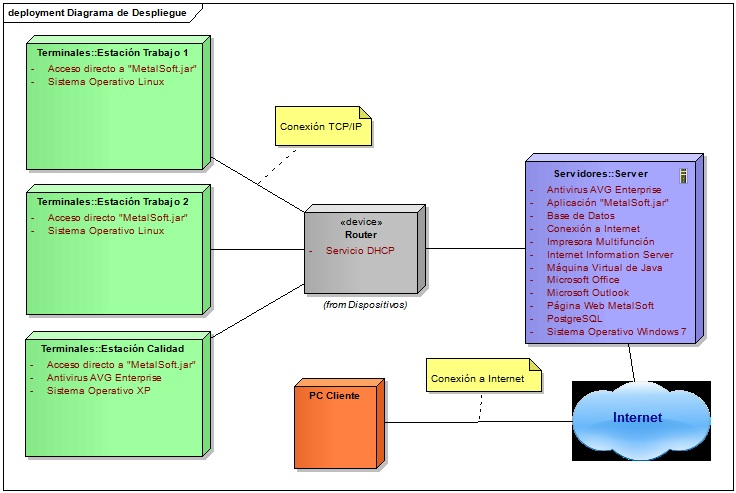 deployment Diagrama de Despliegue
Terminales::Estación Trabajo 1
- Acceso directo a "MetalSoft.jar"
- Sistema Operativo Linux
Conexión TCP/IP
Terminales::Estación Trabajo 2
- Acceso directo "MetalSoft.jar"
- Sistema Operativo Linux
«device»
Router
- Servicio DHCP
(from Dispositivos)
Servidores::Server
- Antivirus AVG Enterprise
- Aplicación "MetalSoft.jar"
- Base de Datos
- Conexión a Internet
- Impresora Multifunción
- Internet Information Server
- Máquina Virtual de Java
- Microsoft Office
- Microsoft Outlook
- Página Web MetalSoft
- PostgreSQL
- Sistema Operativo Windows 7
Terminales::Estación Calidad
- Acceso directo a "MetalSoft.jar"
- Antivirus AVG Enterprise
- Sistema Operativo XP
PC Cliente
Conexión a Internet
Internet